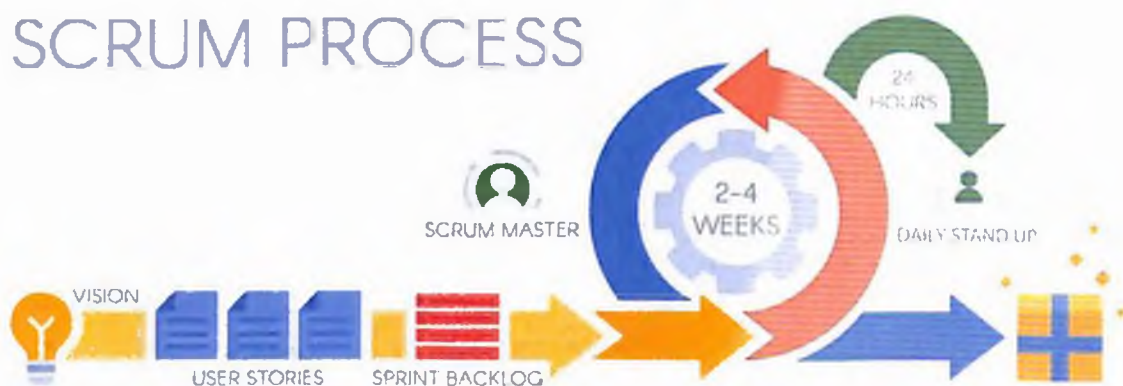 SCRUM PROCESS
24
HOURS
2-4
WEEKS
SCRUM MASTER
DAILY STAND UP
VISION
USER STORIES
SPRINT BACKLOG